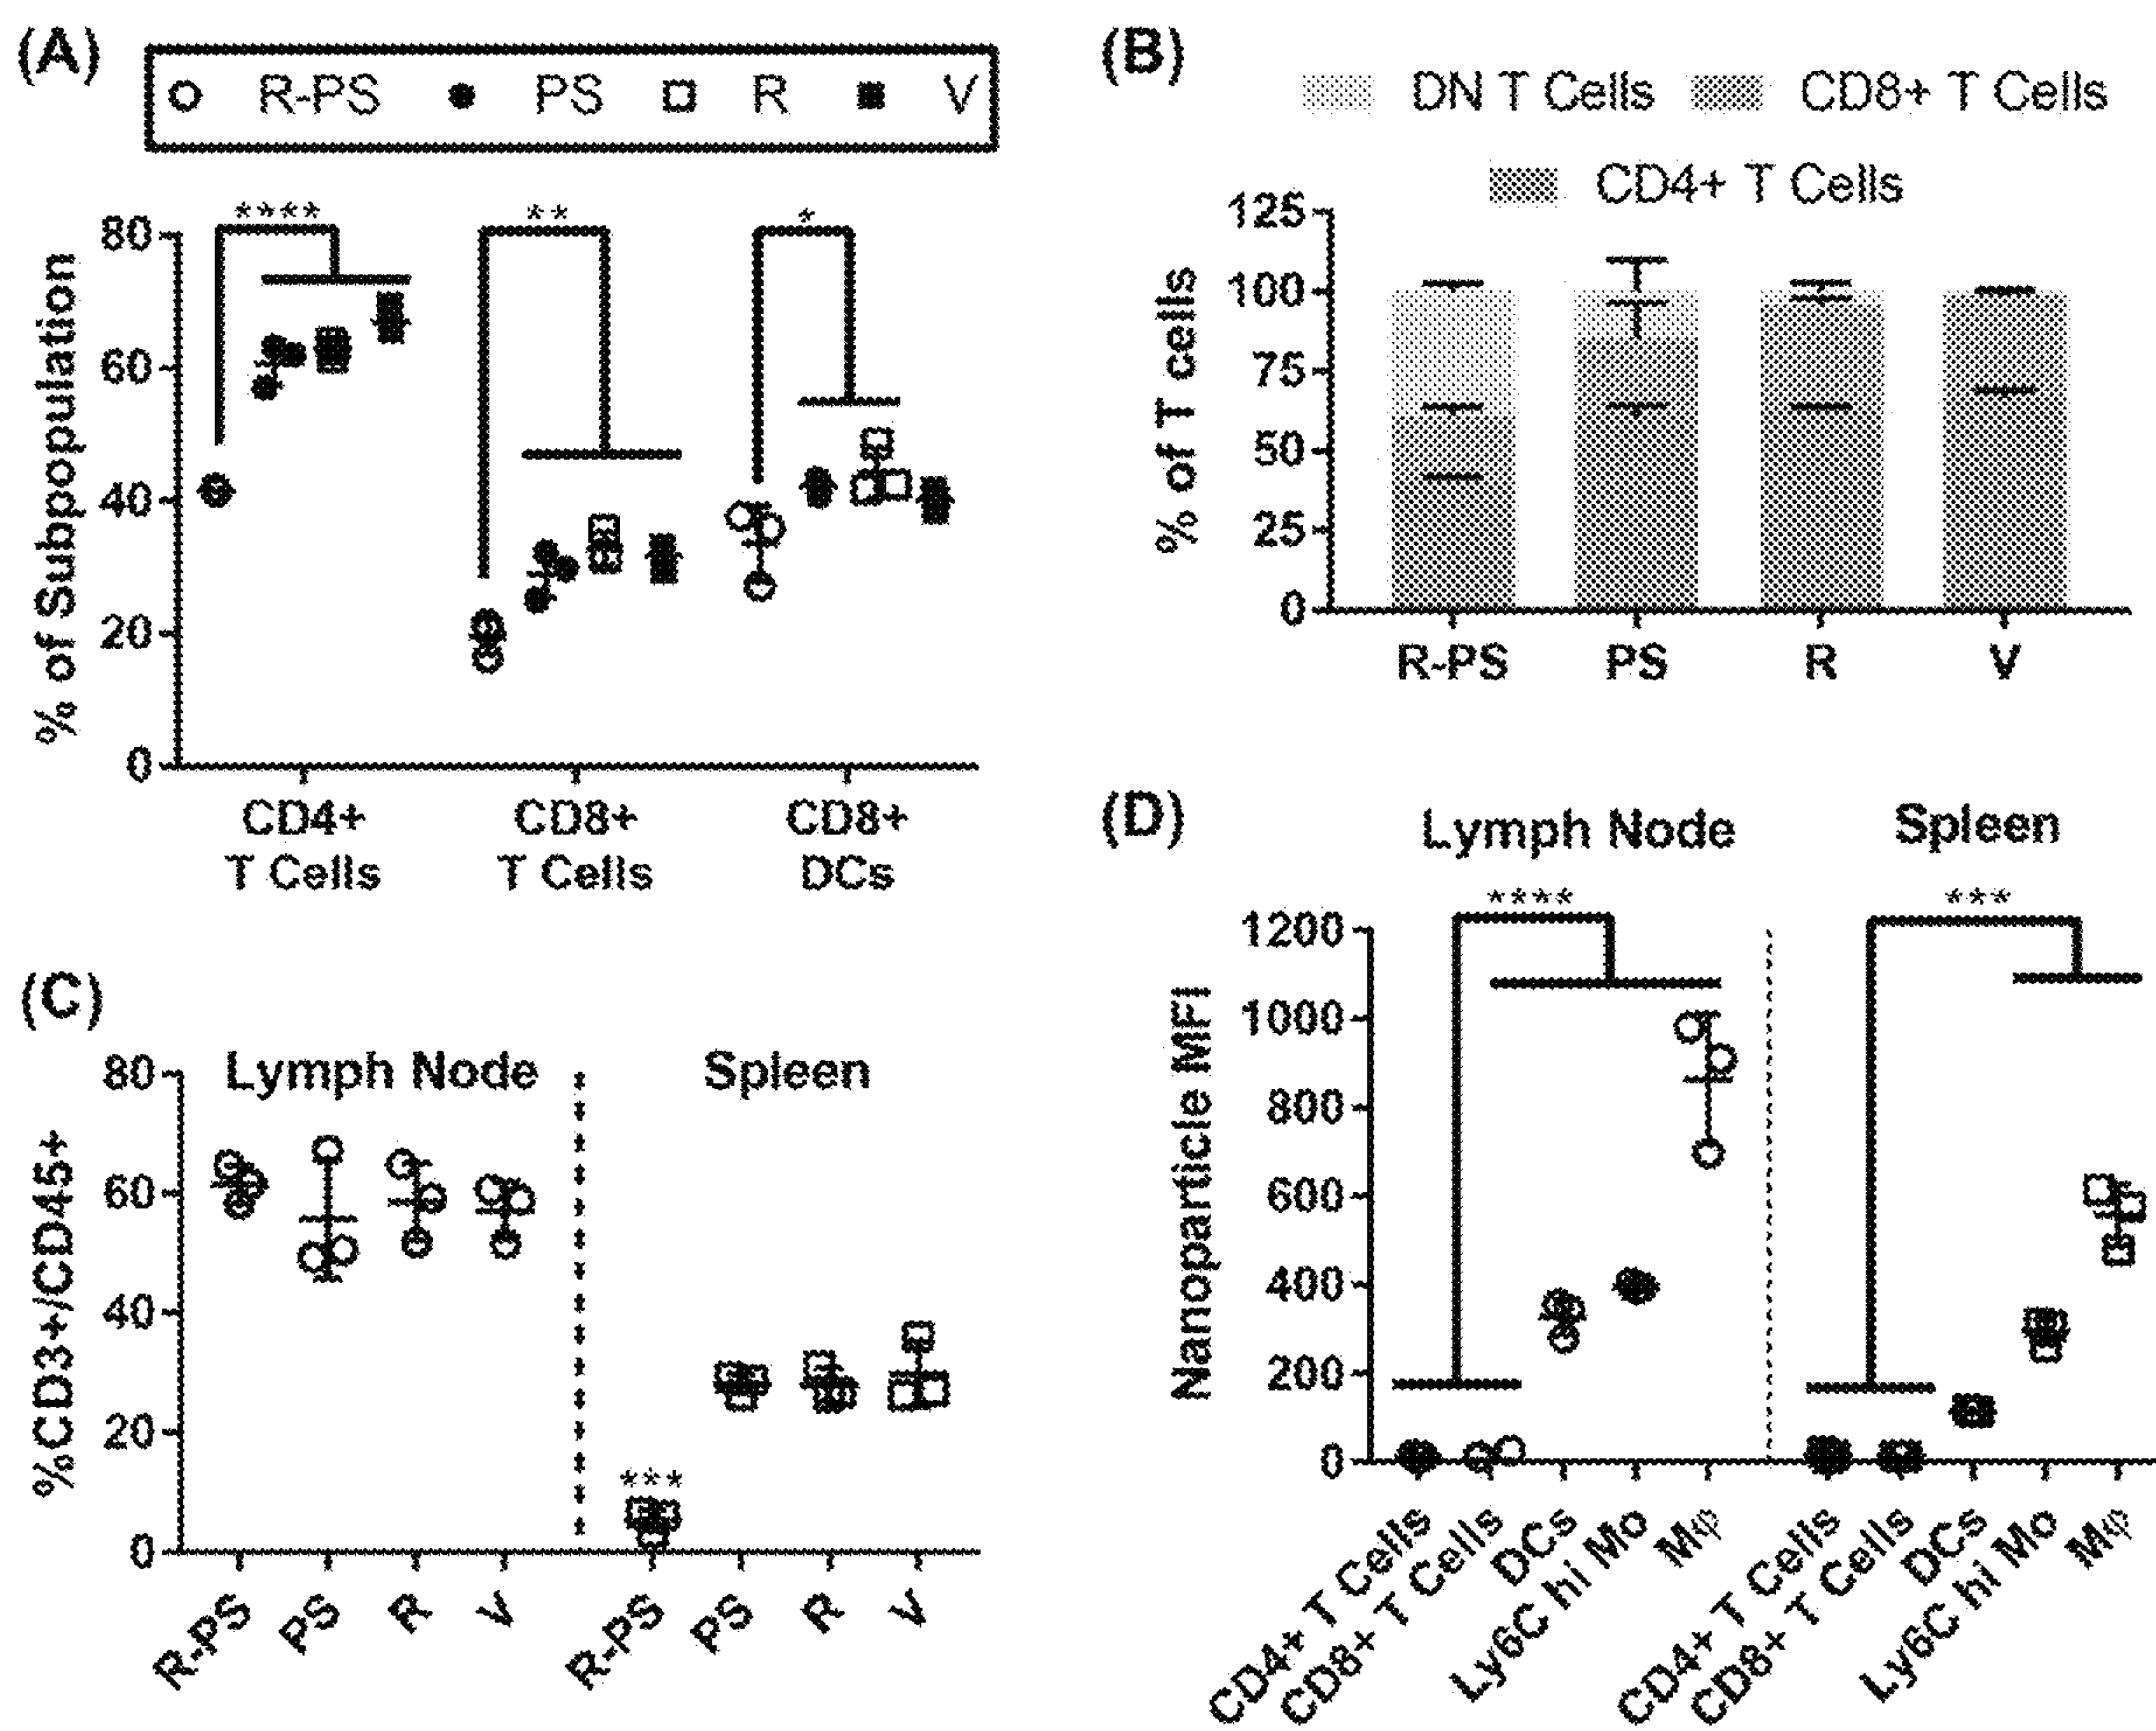 (A)
R-PS PS R V
% of Subpopulation
80
60
40
20
0
**** ** *
CD4+ T Cells
CD8+ T Cells
CD8+ DCs
(B)
DN T Cells CD8+ T Cells
CD4+ T Cells
% of T cells
125
100
75
50
25
0
R-PS PS R V
(C)
Lymph Node Spleen
%CD3+/CD45+
80
60
40
20
0
***
R-PS PS R V R-PS PS R V
(D)
Lymph Node Spleen
**** ***
Nanoparticle MFI
1200
1000
800
600
400
200
0
CD4+ T Cells
CD8+ T Cells
DCs
Ly6C hi Mo
Mφ
CD4+ T Cells
CD8+ T Cells
DCs
Ly6C hi Mo
Mφ